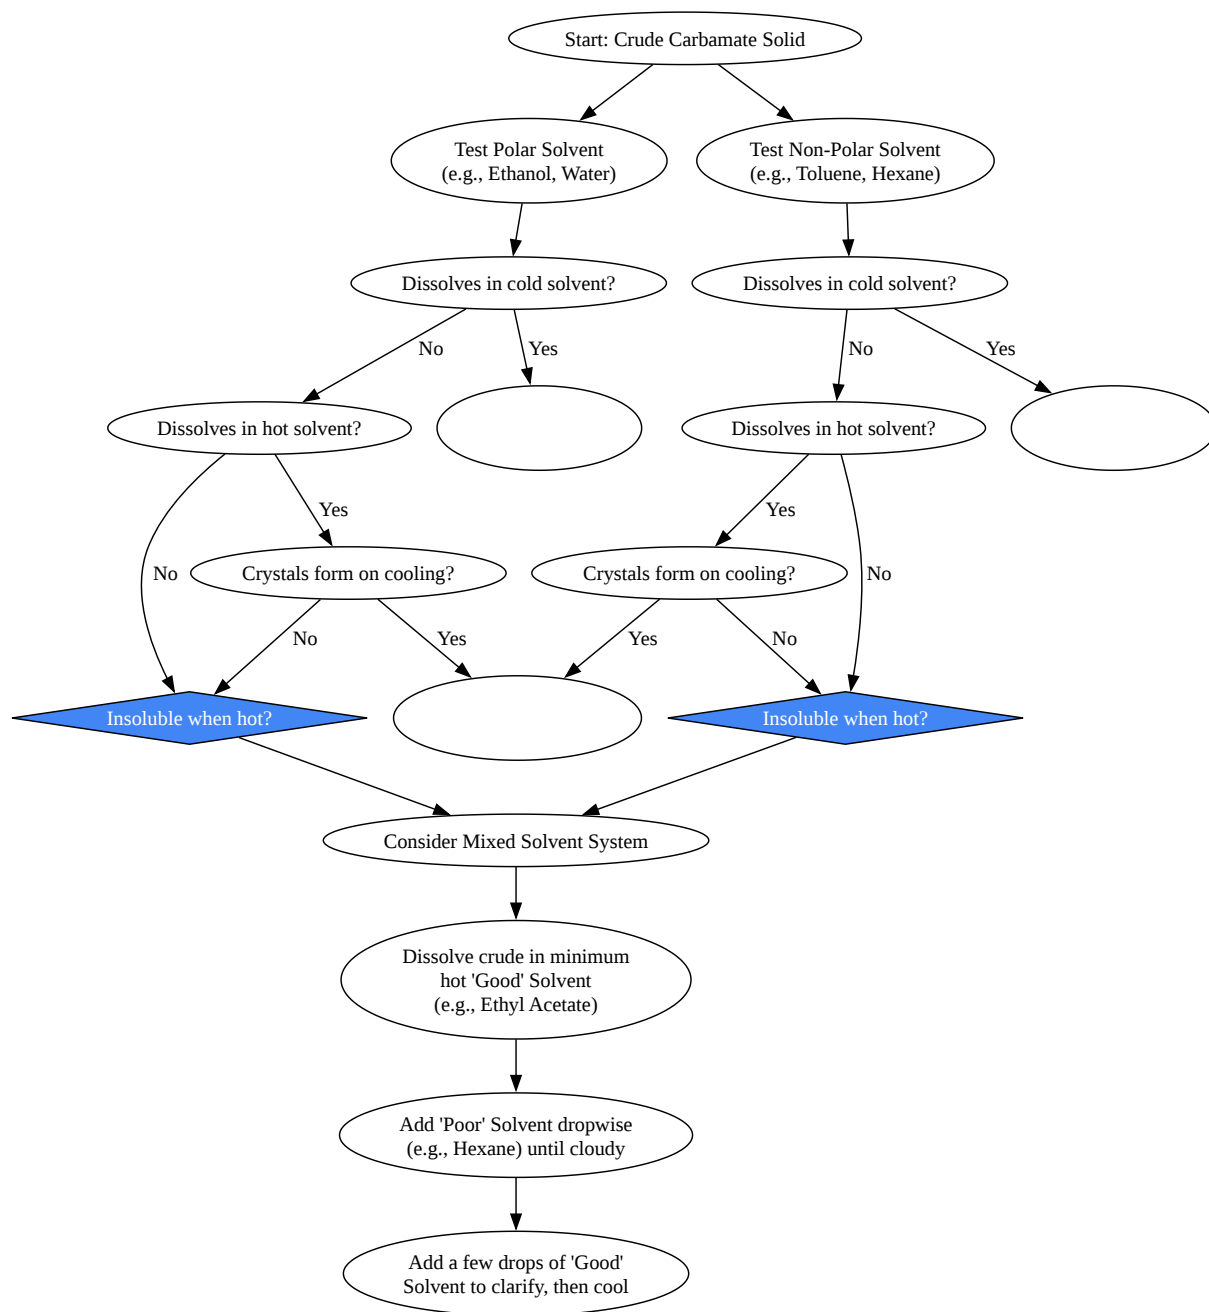 Start: Crude Carbamate Solid
Test Polar Solvent
(e.g., Ethanol, Water)
Test Non-Polar Solvent
(e.g., Toluene, Hexane)
Dissolves in cold solvent?
Dissolves in cold solvent?
No
Yes
No
Yes
Dissolves in hot solvent?
Dissolves in hot solvent?
Yes
Yes
No
Crystals form on cooling?
Crystals form on cooling?
No
No
Yes
Yes
No
Insoluble when hot?
Insoluble when hot?
Consider Mixed Solvent System
Dissolve crude in minimum
hot 'Good' Solvent
(e.g., Ethyl Acetate)
Add 'Poor' Solvent dropwise
(e.g., Hexane) until cloudy
Add a few drops of 'Good'
Solvent to clarify, then cool